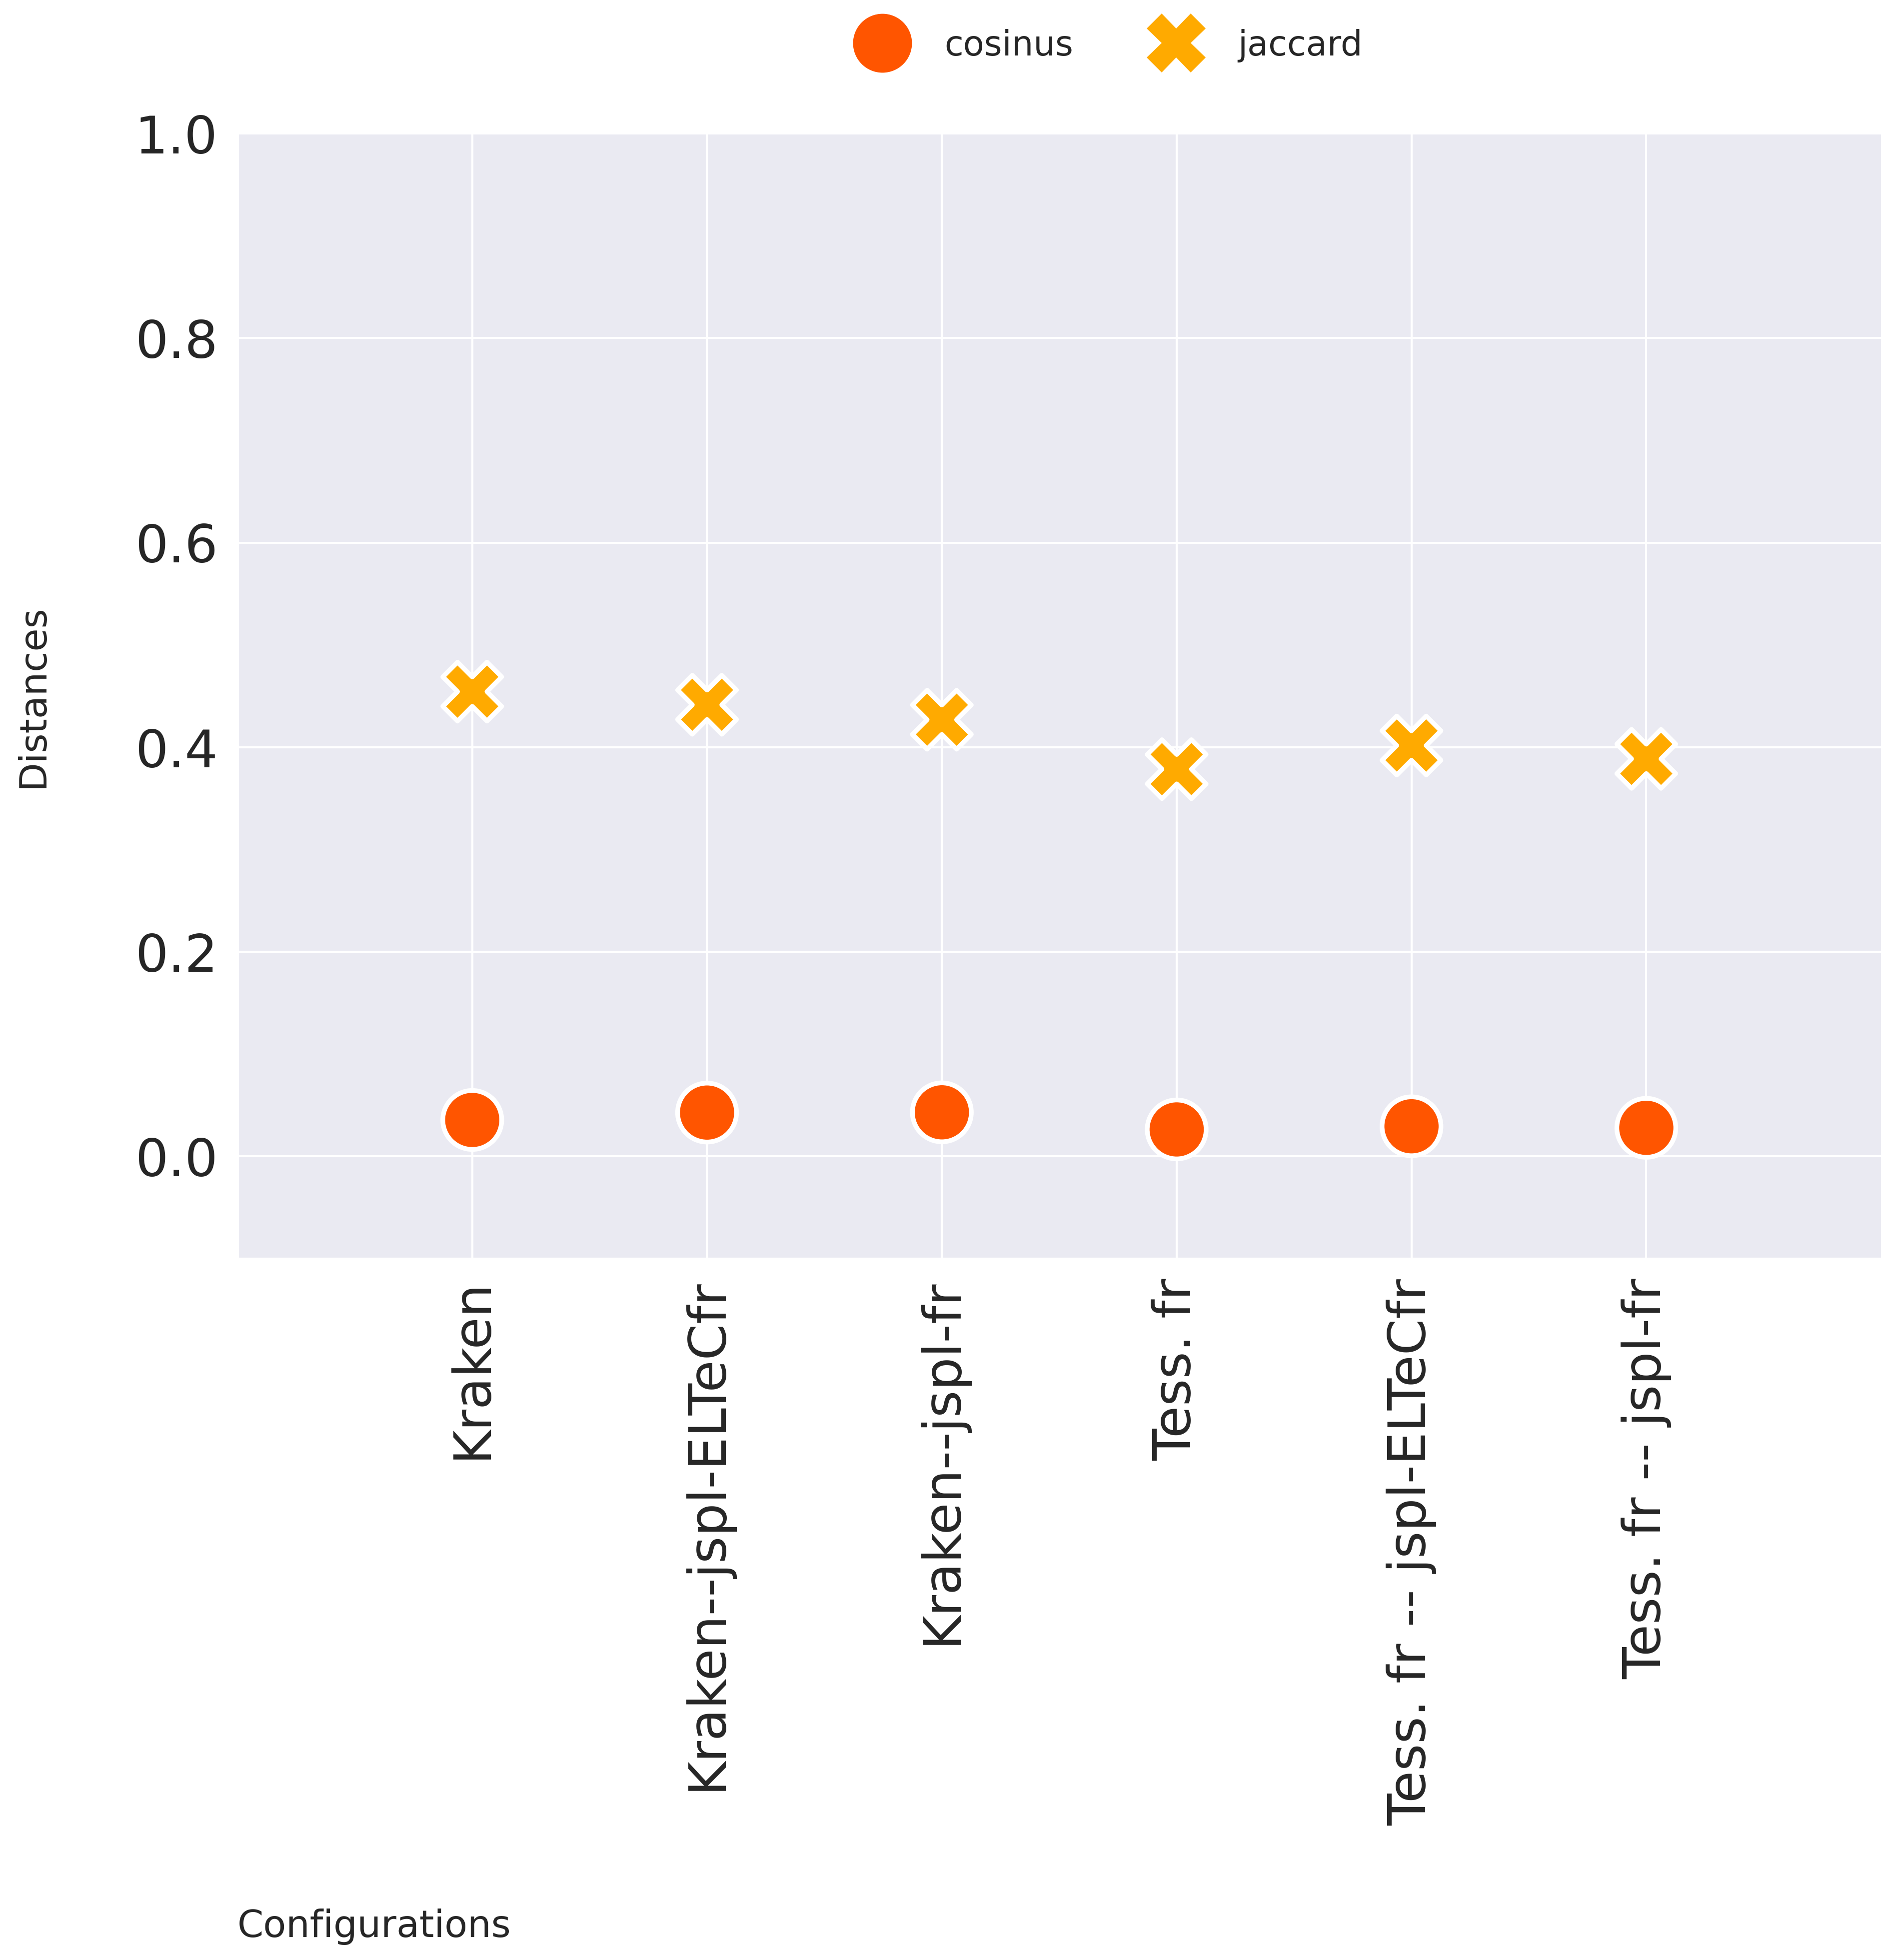 cosinus jaccard
1.0
0.8
0.6
0.4
0.2
0.0
Distances
Kraken
Kraken--jspl-ELTeCfr
Kraken--jspl-fr
Tess. fr
Tess. fr -- jspl-ELTeCfr
Tess. fr -- jspl-fr
Configurations